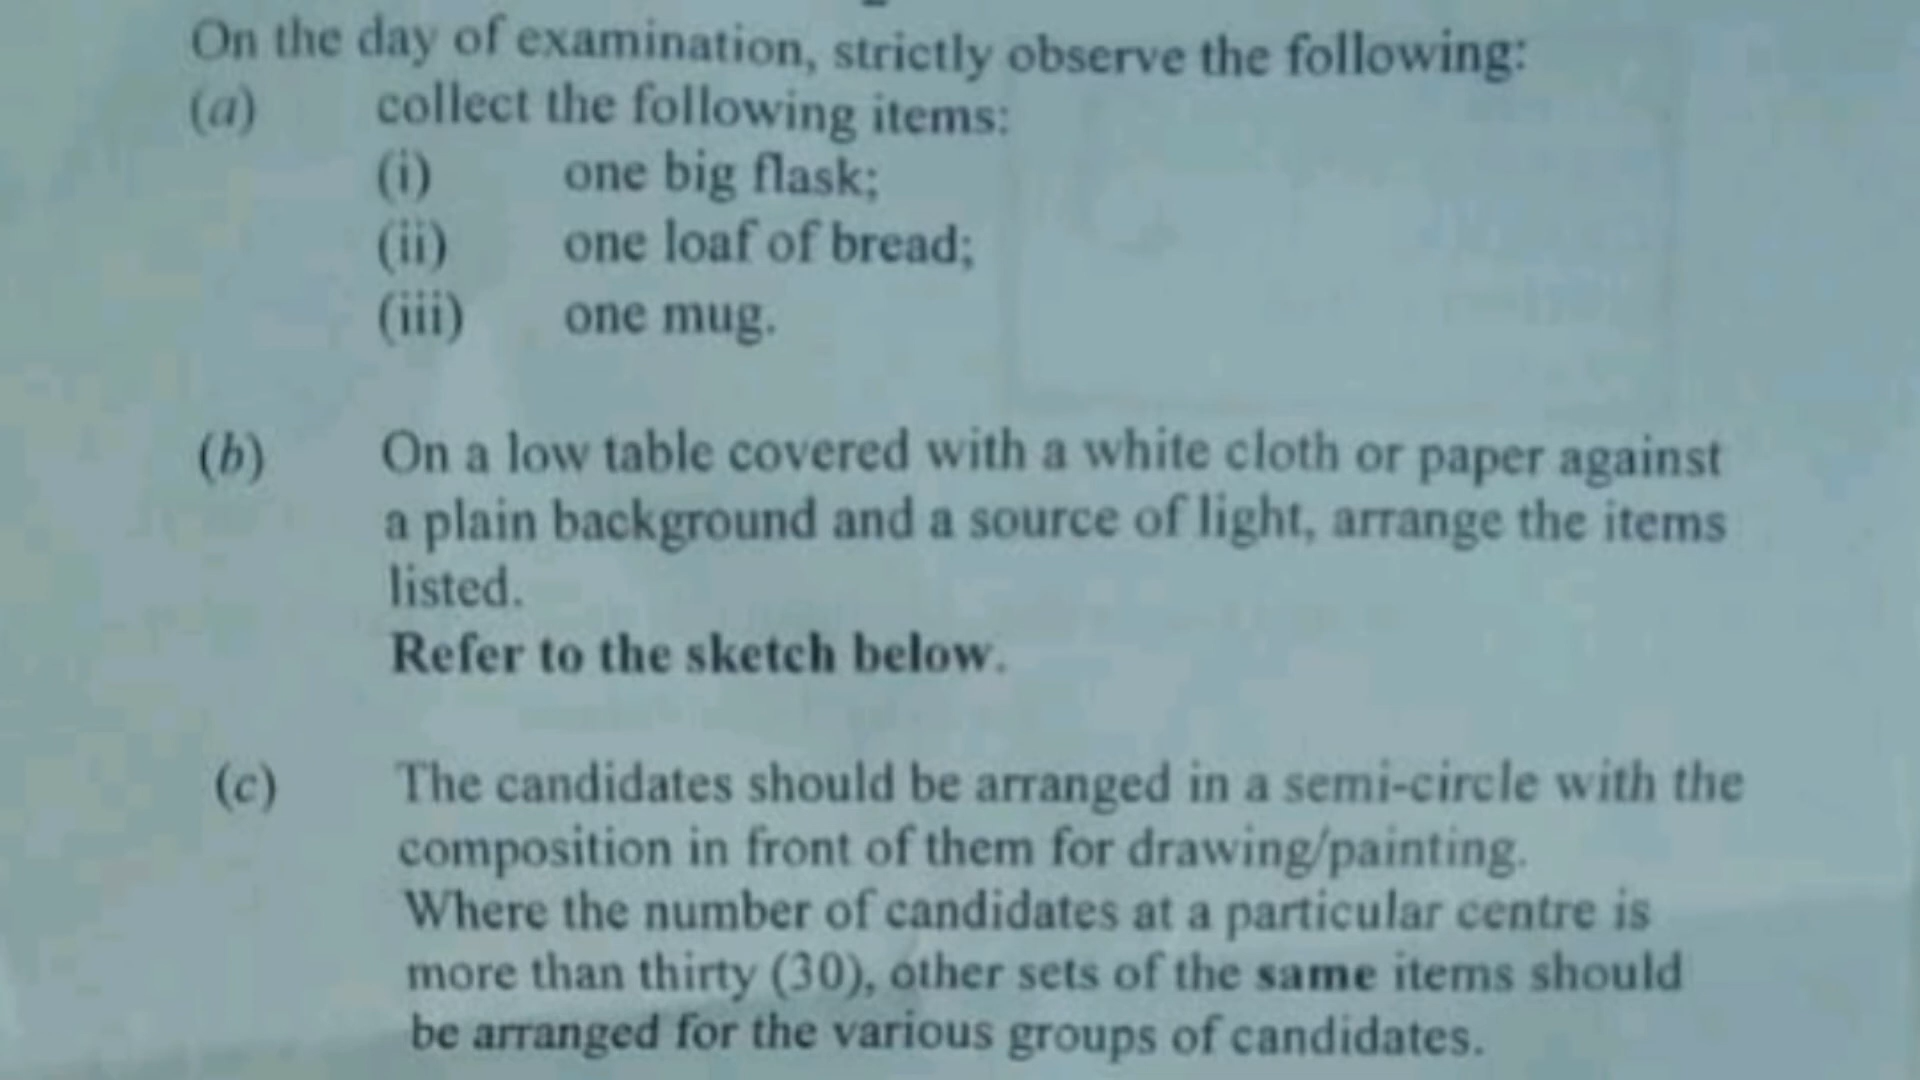 On the day of examination, strictly observe the following:
(a) collect the following items:
(i) one big flask;
(ii) one loaf of bread;
(iii) one mug.
(b) On a low table covered with a white cloth or paper against
a plain background and a source of light, arrange the items
listed.
Refer to the sketch below.
(c) The candidates should be arranged in a semi-circle with the
composition in front of them for drawing/painting.
Where the number of candidates at a particular centre is
more than thirty (30), other sets of the same items should
be arranged for the various groups of candidates.